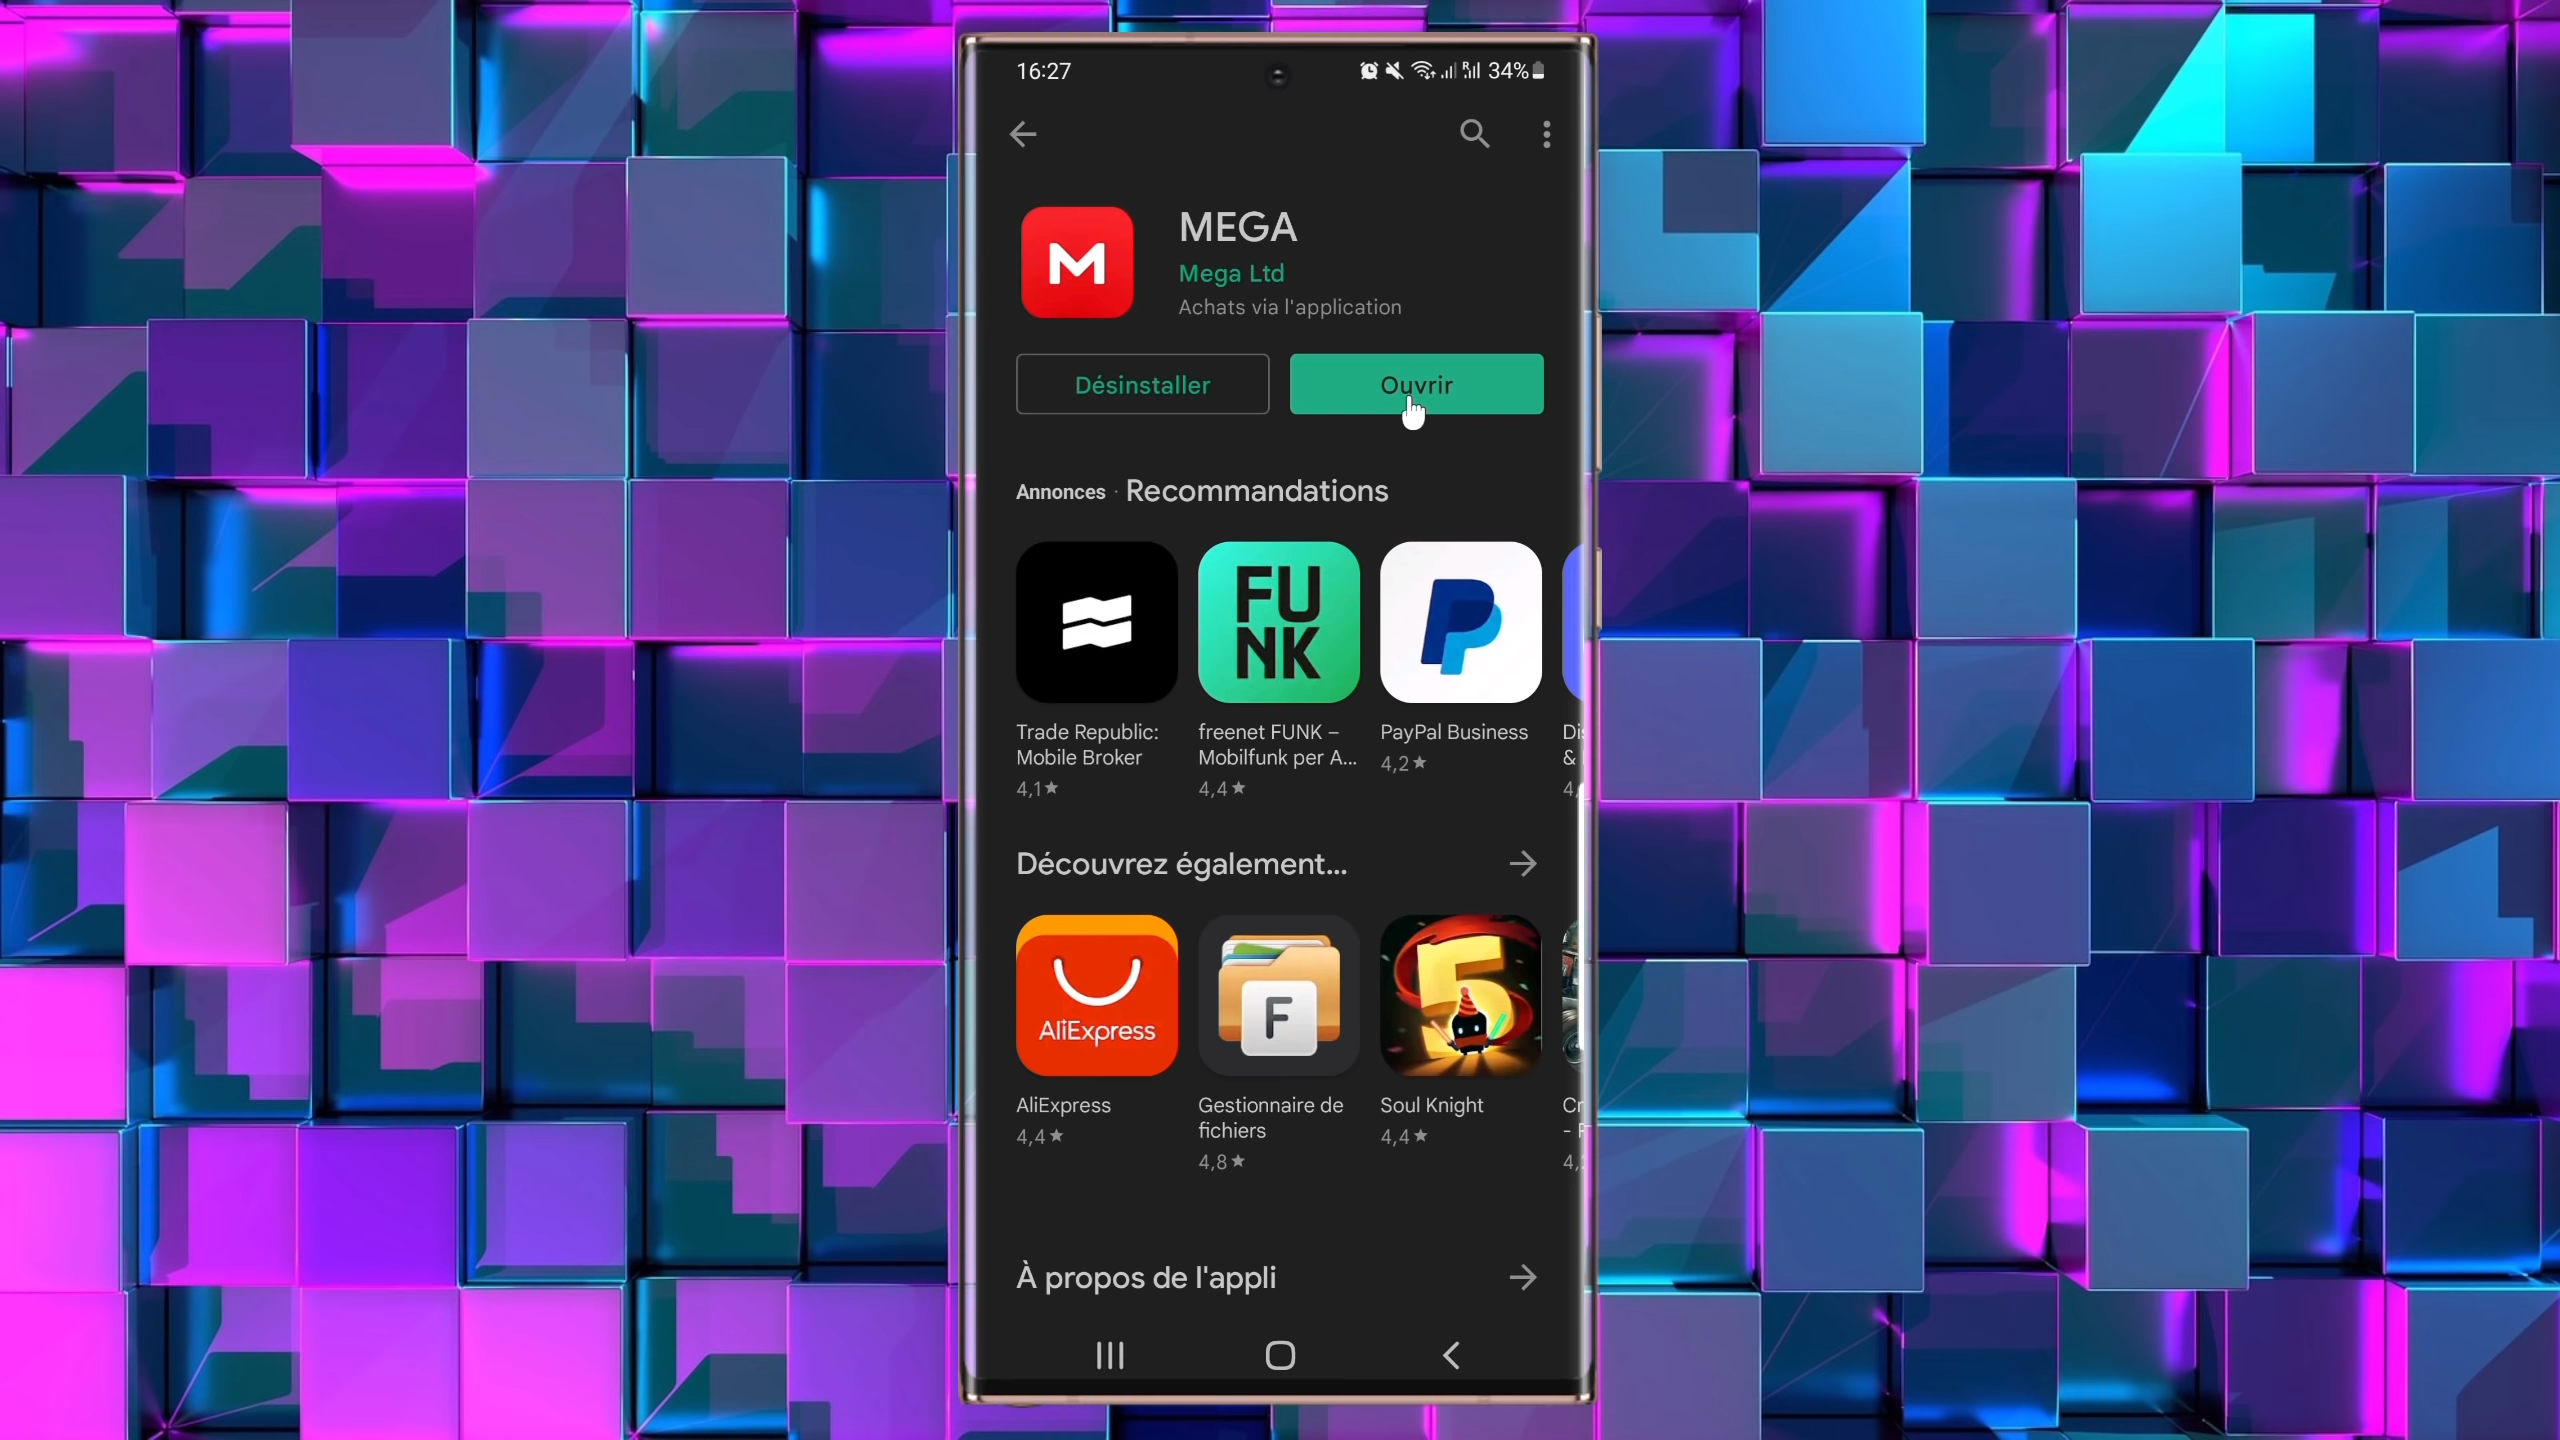 16:27
34%
MEGA
Mega Ltd
Achats via l'application
Désinstaller
Ouvrir
Annonces · Recommandations
FU
NK
Trade Republic:
Mobile Broker
4,1★
freenet FUNK –
Mobilfunk per A...
4,4★
PayPal Business
4,2★
&
4,
Découvrez également...
AliExpress
F
5
AliExpress
4,4★
Gestionnaire de
fichiers
4,8★
Soul Knight
4,4★
À propos de l'appli